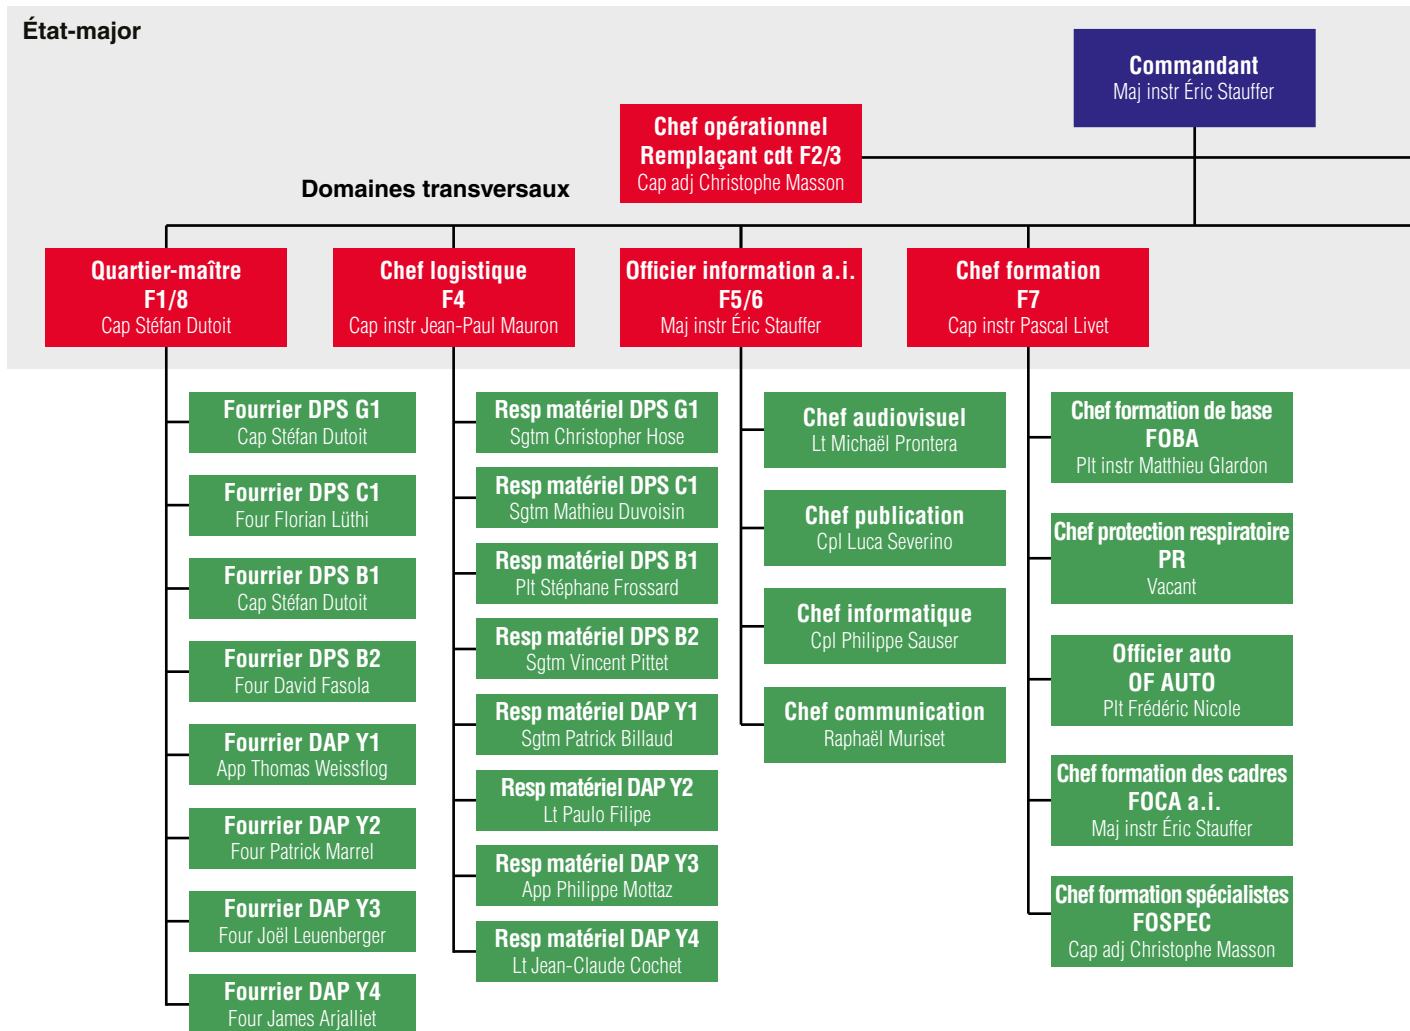 État-major
Commandant
Maj instr Éric Stauffer
Chef opérationnel
Remplaçant cdt F2/3
Cap adj Christophe Masson
Domaines transversaux
Quartier-maître
F1/8
Cap Stéfan Dutoit
Chef logistique
F4
Cap instr Jean-Paul Mauron
Officier information a.i.
F5/6
Maj instr Éric Stauffer
Chef formation
F7
Cap instr Pascal Livet
Fourrier DPS G1
Cap Stéfan Dutoit
Fourrier DPS C1
Four Florian Lüthi
Fourrier DPS B1
Cap Stéfan Dutoit
Fourrier DPS B2
Four David Fasola
Fourrier DAP Y1
App Thomas Weissflog
Fourrier DAP Y2
Four Patrick Marrel
Fourrier DAP Y3
Four Joël Leuenberger
Fourrier DAP Y4
Four James Arjalliet
Resp matériel DPS G1
Sgtm Christopher Hose
Resp matériel DPS C1
Sgtm Mathieu Duvoisin
Resp matériel DPS B1
Plt Stéphane Frossard
Resp matériel DPS B2
Sgtm Vincent Pittet
Resp matériel DAP Y1
Sgtm Patrick Billaud
Resp matériel DAP Y2
Lt Paulo Filipe
Resp matériel DAP Y3
App Philippe Mottaz
Resp matériel DAP Y4
Lt Jean-Claude Cochet
Chef audiovisuel
Lt Michaël Prontera
Chef publication
Cpl Luca Severino
Chef informatique
Cpl Philippe Sauser
Chef communication
Raphaël Muriset
Chef formation de base
FOBA
Plt instr Matthieu Glardon
Chef protection respiratoire
PR
Vacant
Officier auto
OF AUTO
Plt Frédéric Nicole
Chef formation des cadres
FOCA a.i.
Maj instr Éric Stauffer
Chef formation spécialistes
FOSPEC
Cap adj Christophe Masson